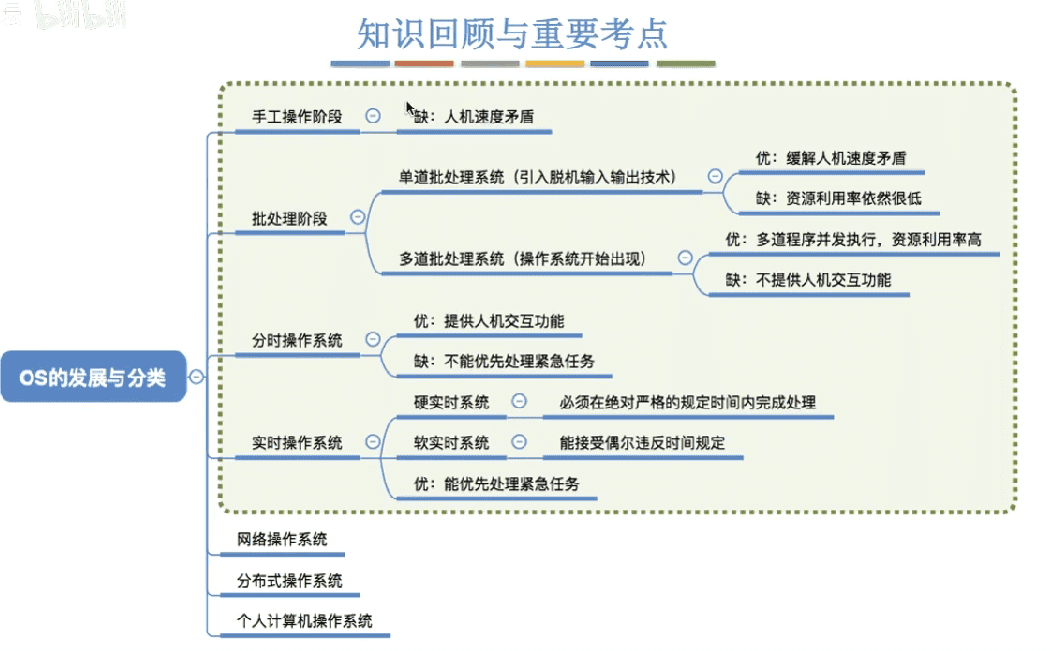 bilibili
知识回顾与重要考点
手工操作阶段
缺：人机速度矛盾
批处理阶段
单道批处理系统（引入脱机输入输出技术）
优：缓解人机速度矛盾
缺：资源利用率依然很低
多道批处理系统（操作系统开始出现）
优：多道程序并发执行，资源利用率高
缺：不提供人机交互功能
OS的发展与分类
分时操作系统
优：提供人机交互功能
缺：不能优先处理紧急任务
实时操作系统
硬实时系统
必须在绝对严格的规定时间内完成处理
软实时系统
能接受偶尔违反时间规定
优：能优先处理紧急任务
网络操作系统
分布式操作系统
个人计算机操作系统